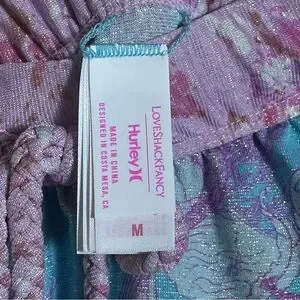 LOVESHACKFANCY
Hurley
MADE IN CHINA
DESIGNED IN COSTA MESA, CA
M